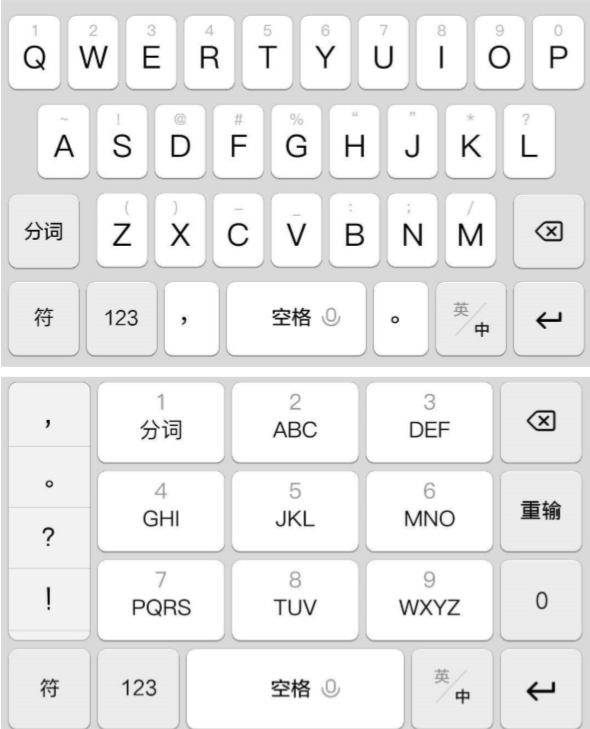 1 2 3 4 5 6 7 8 9 0
Q W E R T Y U I O P
~ ! @ # % “ ” * ?
A S D F G H J K L
( ) – _ : ; /
分词 Z X C V B N M
符 123 , 空格 。 英/中
, 1 2 3
分词 ABC DEF
。 4 5 6
GHI JKL MNO 重输
? 7 8 9
! PQRS TUV WXYZ 0
符 123 空格 英/中